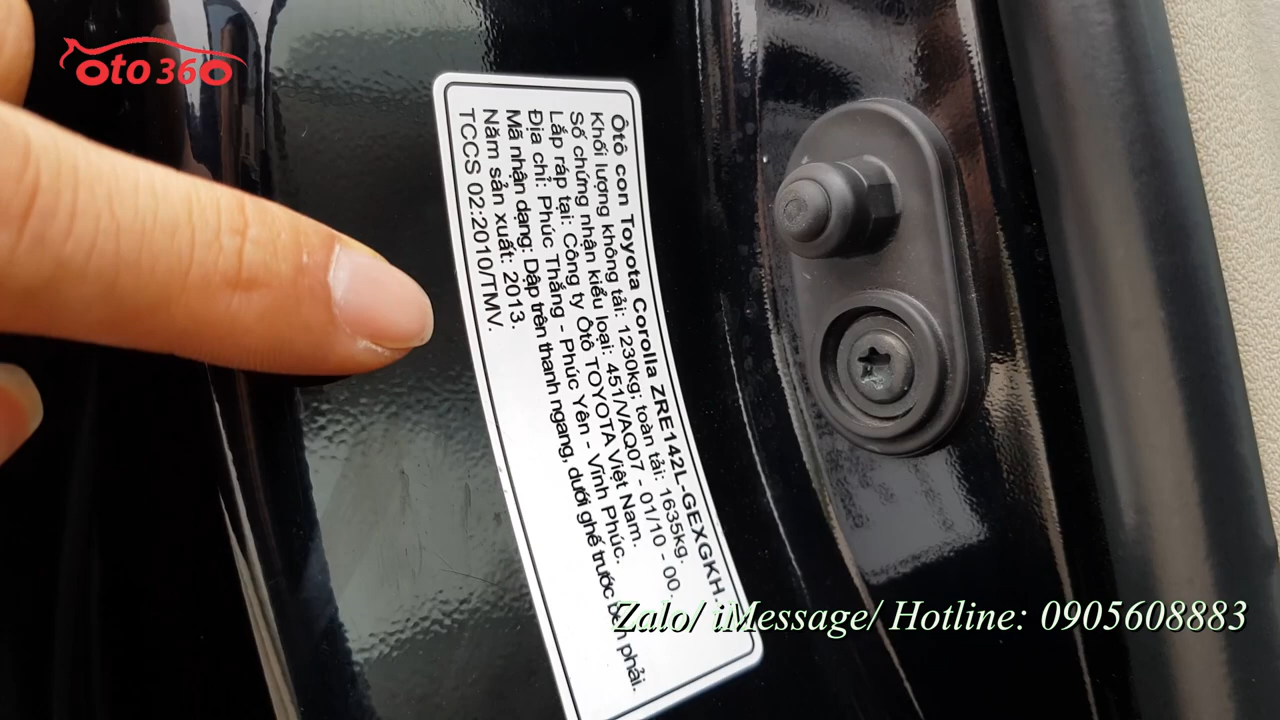 oto360
Ôtô con Toyota Corolla ZRE142L-GEXGKH.
Khối lượng không tải: 1230kg; toàn tải: 1635kg.
Số chứng nhận kiểu loại: 451/VAQ07 - 01/10 - 00.
Lắp ráp tại: Công ty Ôtô TOYOTA Việt Nam.
Địa chỉ: Phúc Thắng - Phúc Yên - Vĩnh Phúc.
Mã nhận dạng: Dập trên thanh ngang, dưới ghế trước bên phải.
Năm sản xuất: 2013.
TCCS 02:2010/TMV.
Zalo/ iMessage/ Hotline: 0905608883